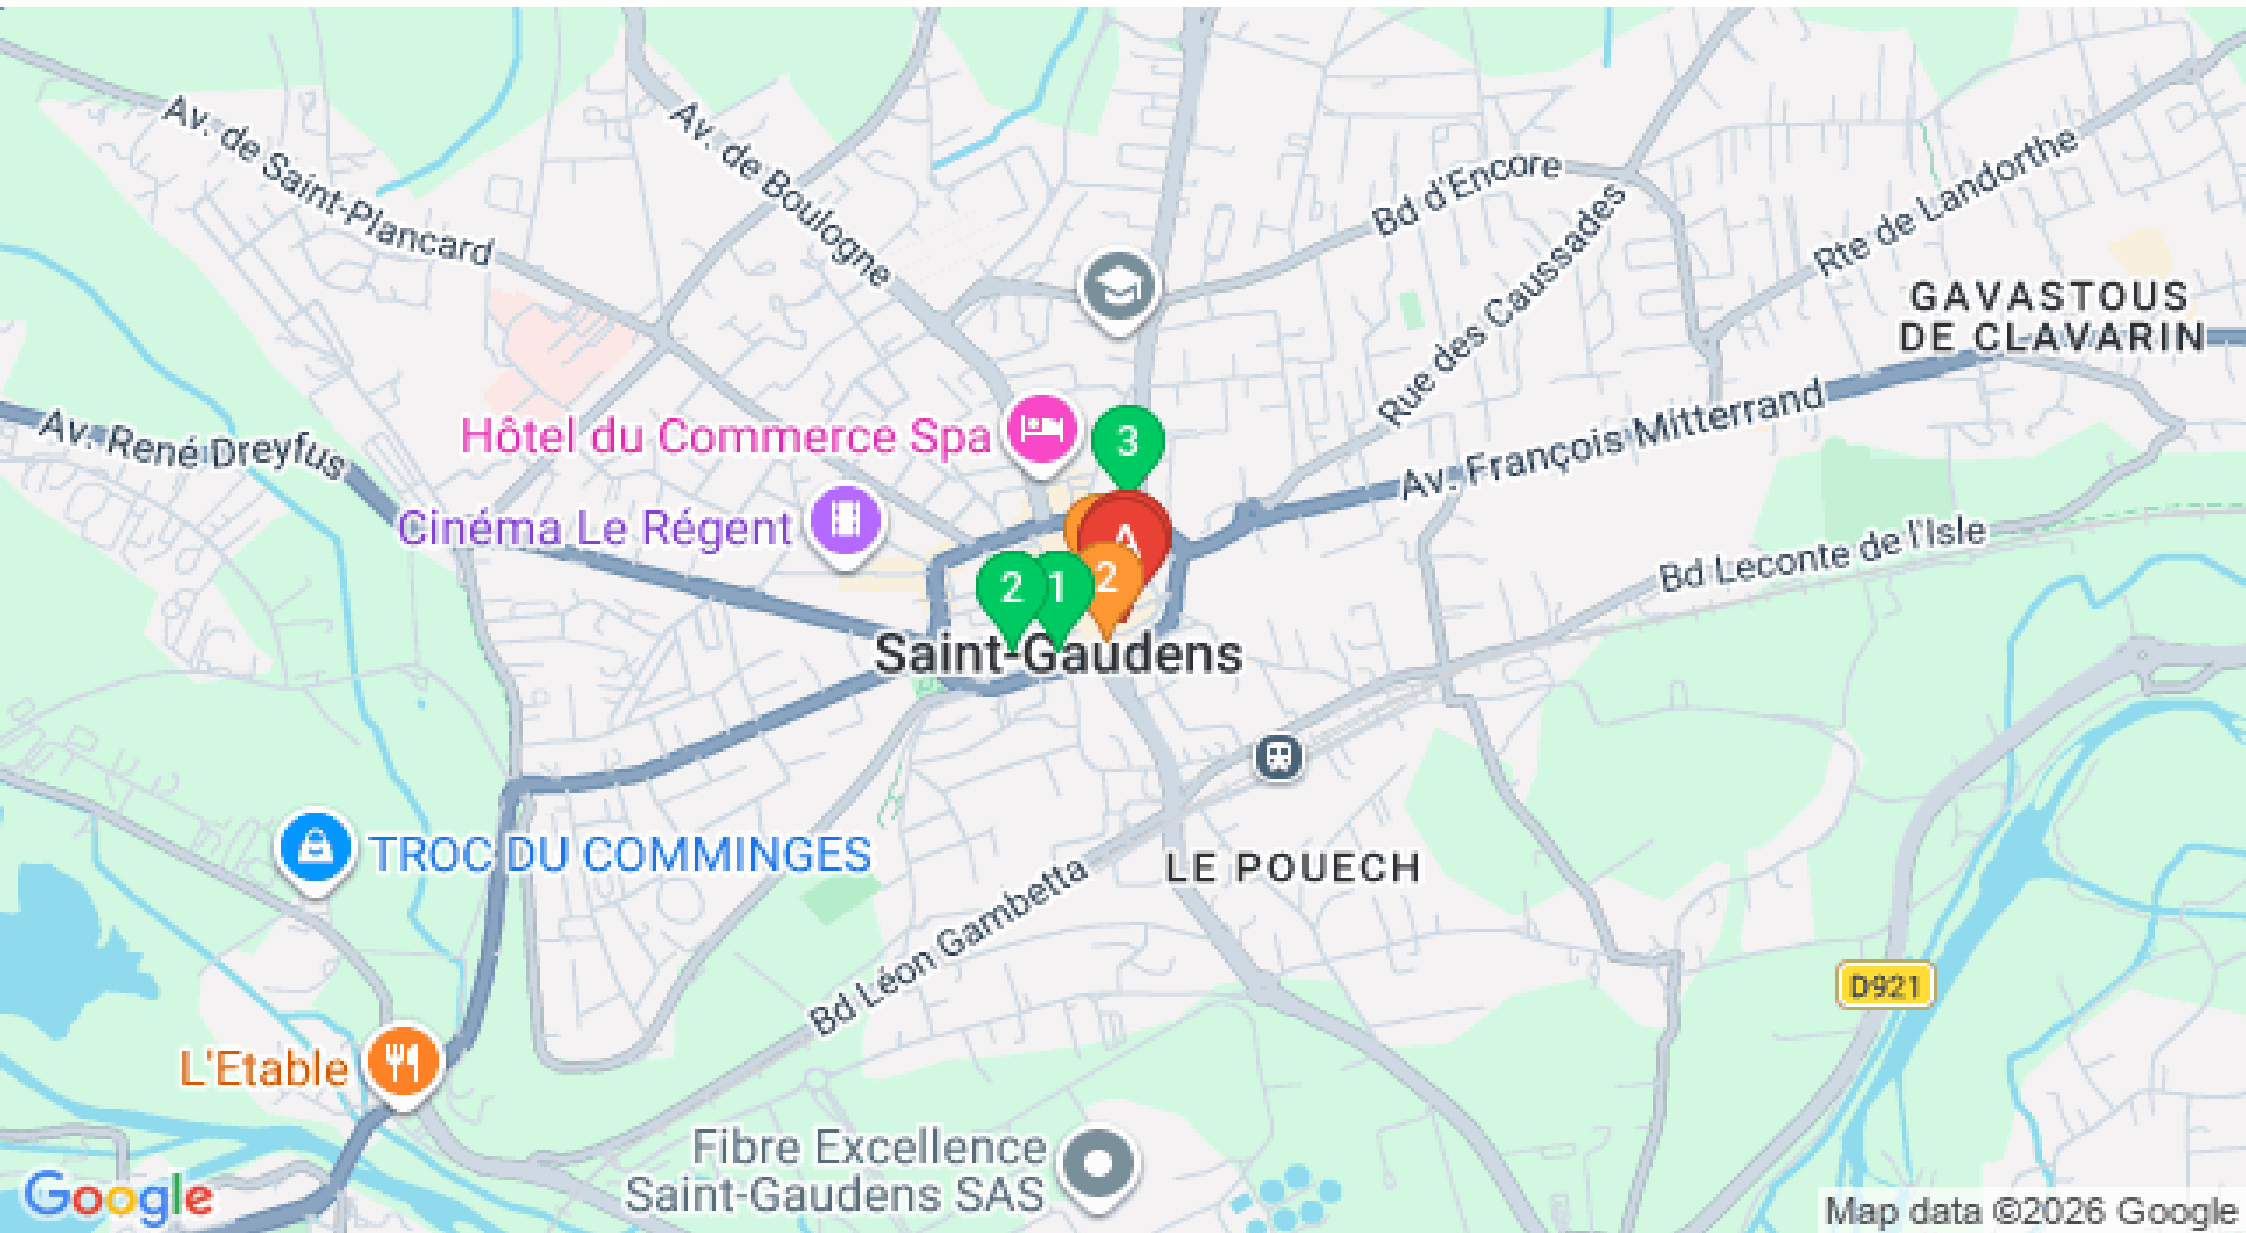 Av. de Saint-Plancard
Av. de Boulogne
Bd d'Encore
Rte de Landorthe
Rue des Caussades
GAVASTOUS
DE CLAVARIN
Av. René Dreyfus
Hôtel du Commerce Spa
3
Av. François Mitterrand
Cinéma Le Régent
A
2
1
2
Bd Leconte de l'Isle
Saint-Gaudens
TROC DU COMMINGES
LE POUECH
Bd Léon Gambetta
D921
L'Etable
Fibre Excellence
Saint-Gaudens SAS
Google
Map data ©2026 Google